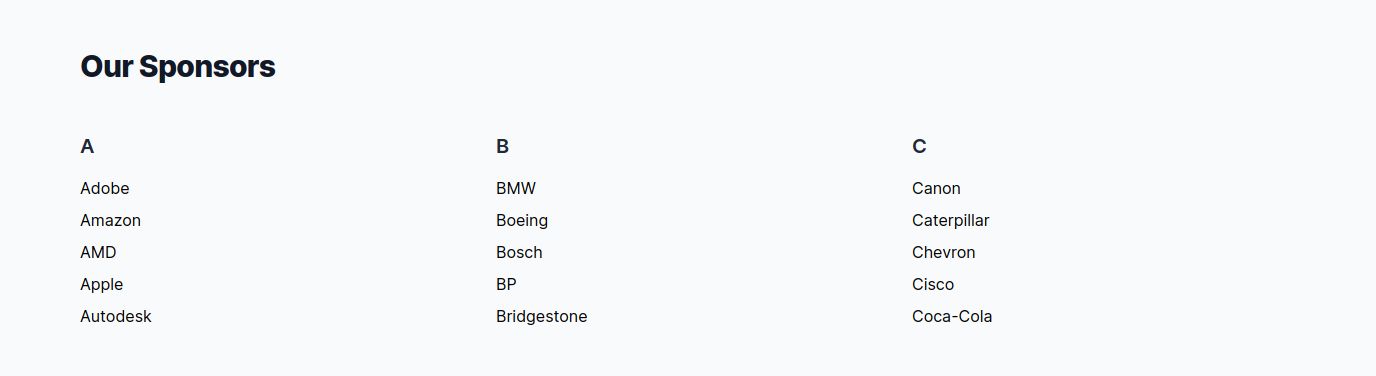 Our Sponsors
A
Adobe
Amazon
AMD
Apple
Autodesk
B
BMW
Boeing
Bosch
BP
Bridgestone
C
Canon
Caterpillar
Chevron
Cisco
Coca-Cola